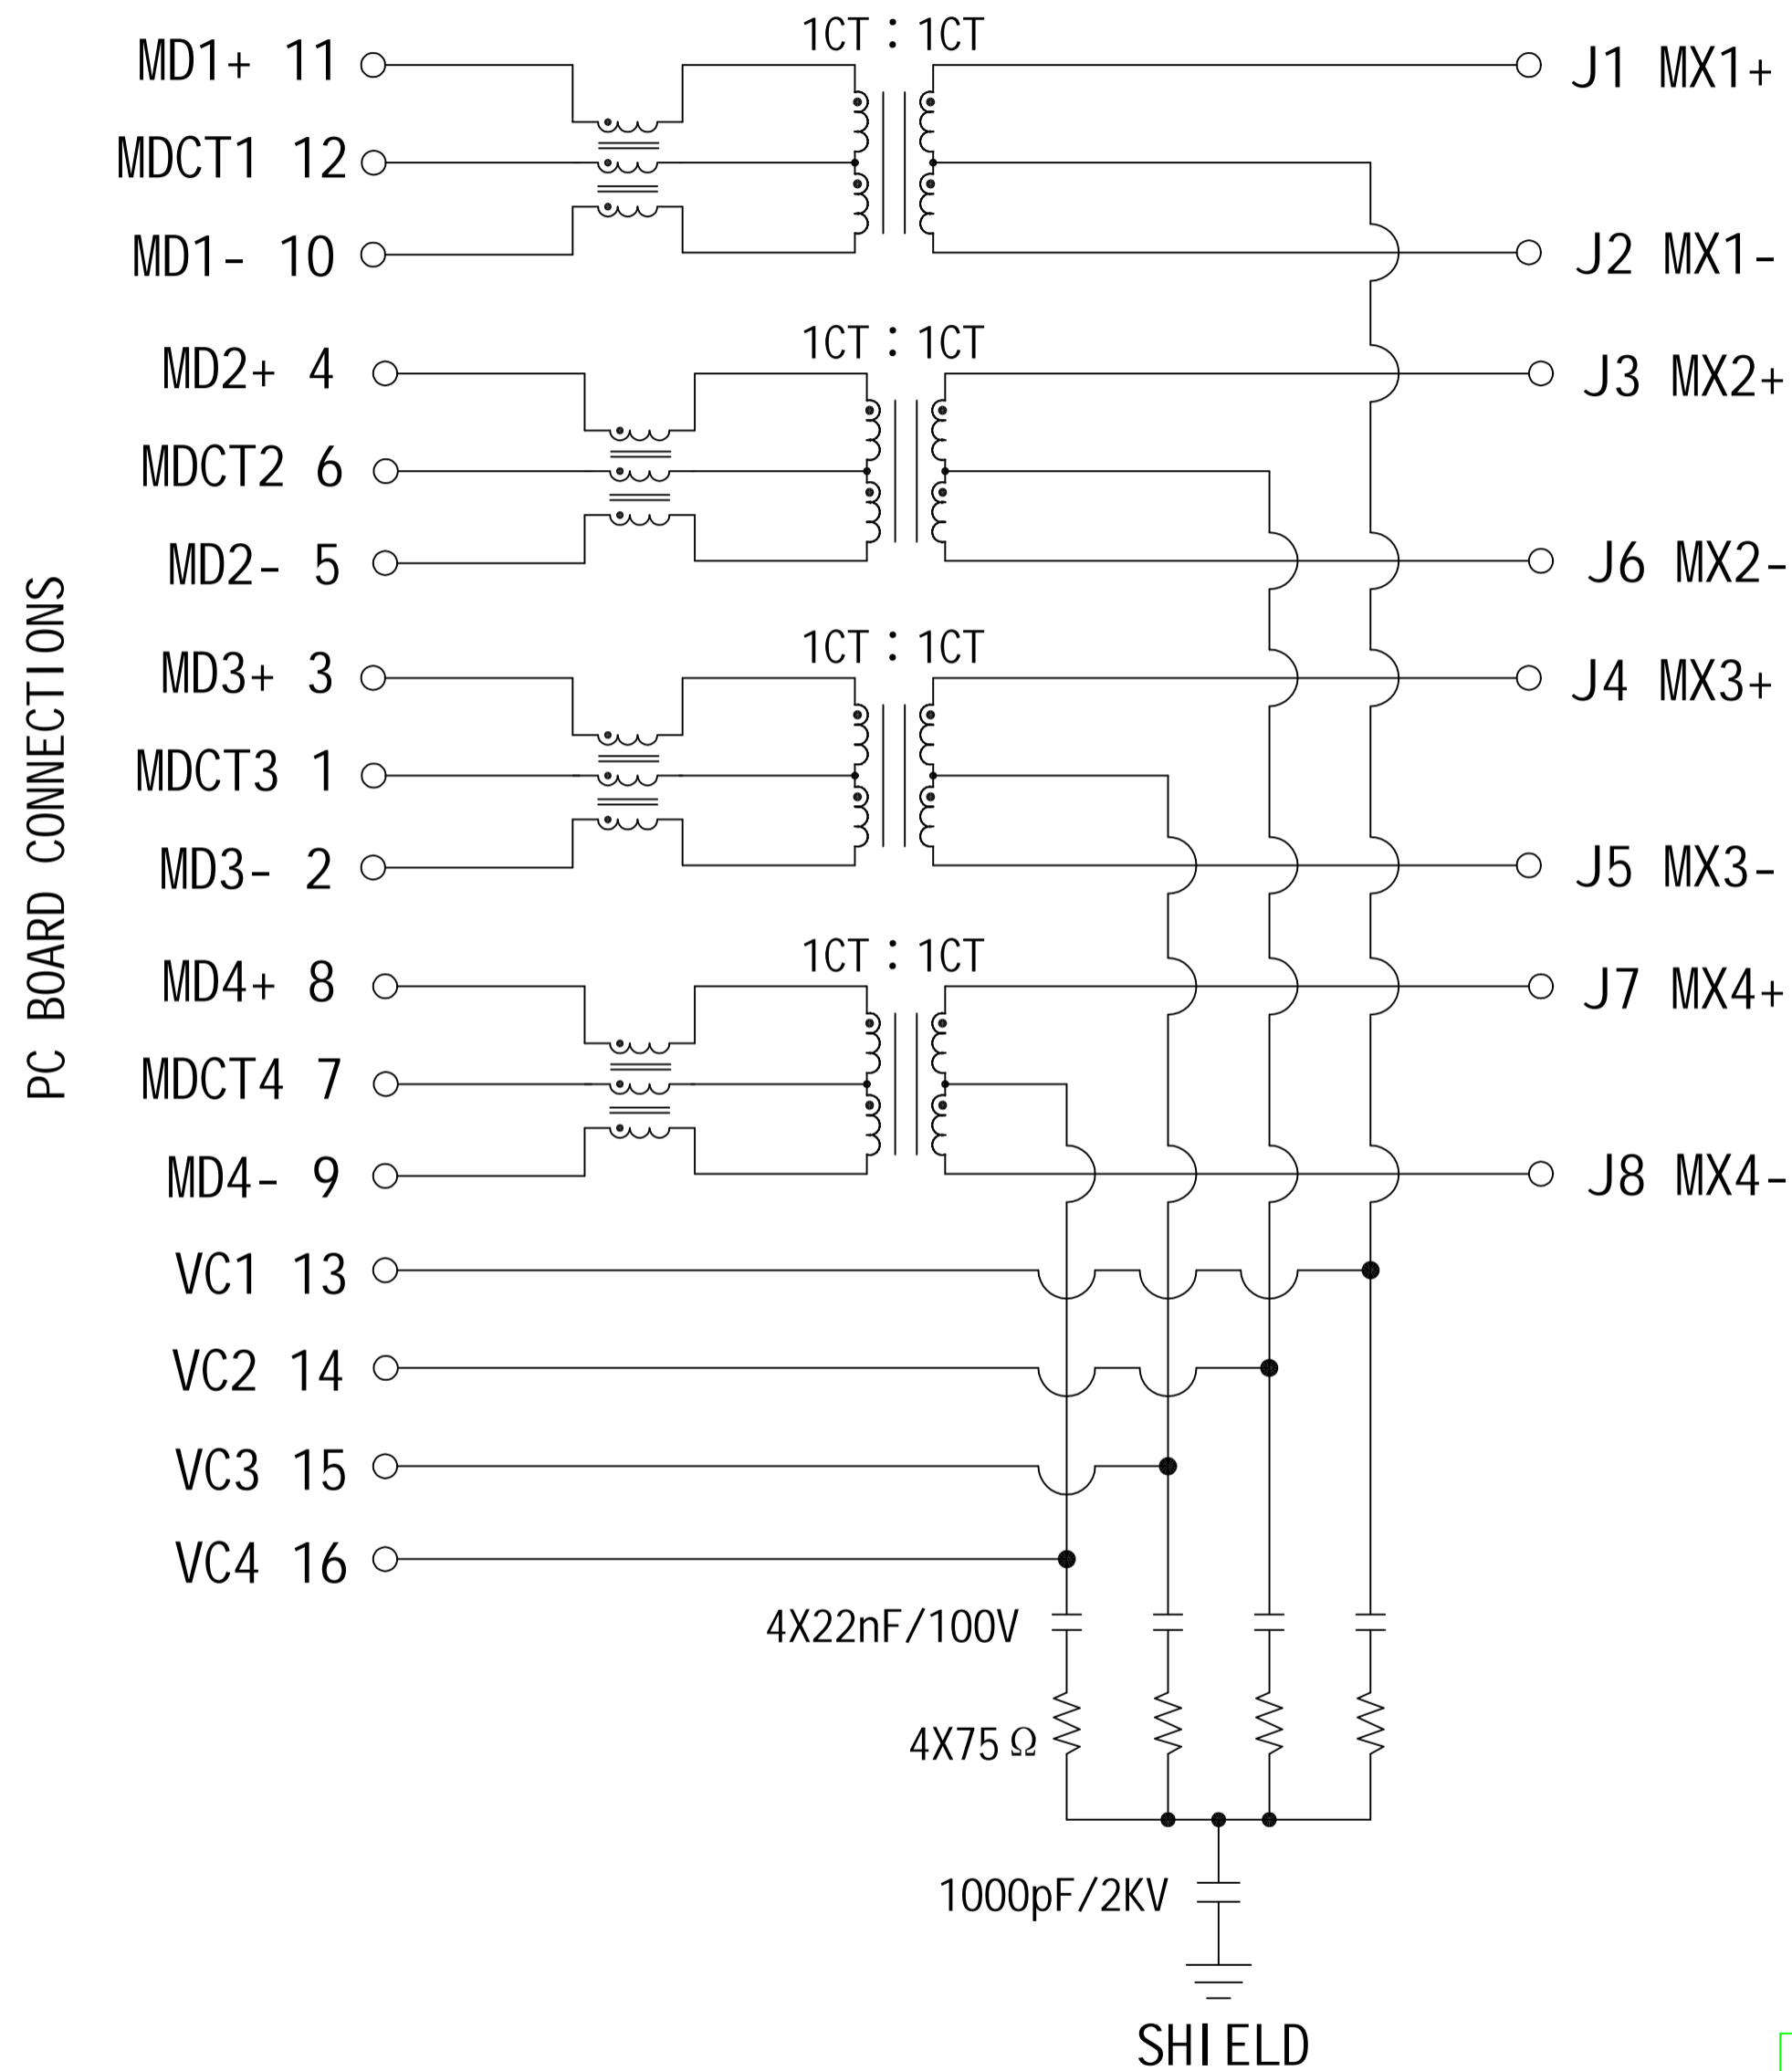 1CT : 1CT
MD1+ 11
J1 MX1+
MDCT1 12
MD1- 10
J2 MX1-
1CT : 1CT
MD2+ 4
J3 MX2+
MDCT2 6
MD2- 5
J6 MX2-
PC BOARD CONNECTIONS
1CT : 1CT
MD3+ 3
J4 MX3+
MDCT3 1
MD3- 2
J5 MX3-
1CT : 1CT
MD4+ 8
J7 MX4+
MDCT4 7
MD4- 9
J8 MX4-
VC1 13
VC2 14
VC3 15
VC4 16
4X22nF/100V
4X75 Ω
1000pF/2KV
SHIELD